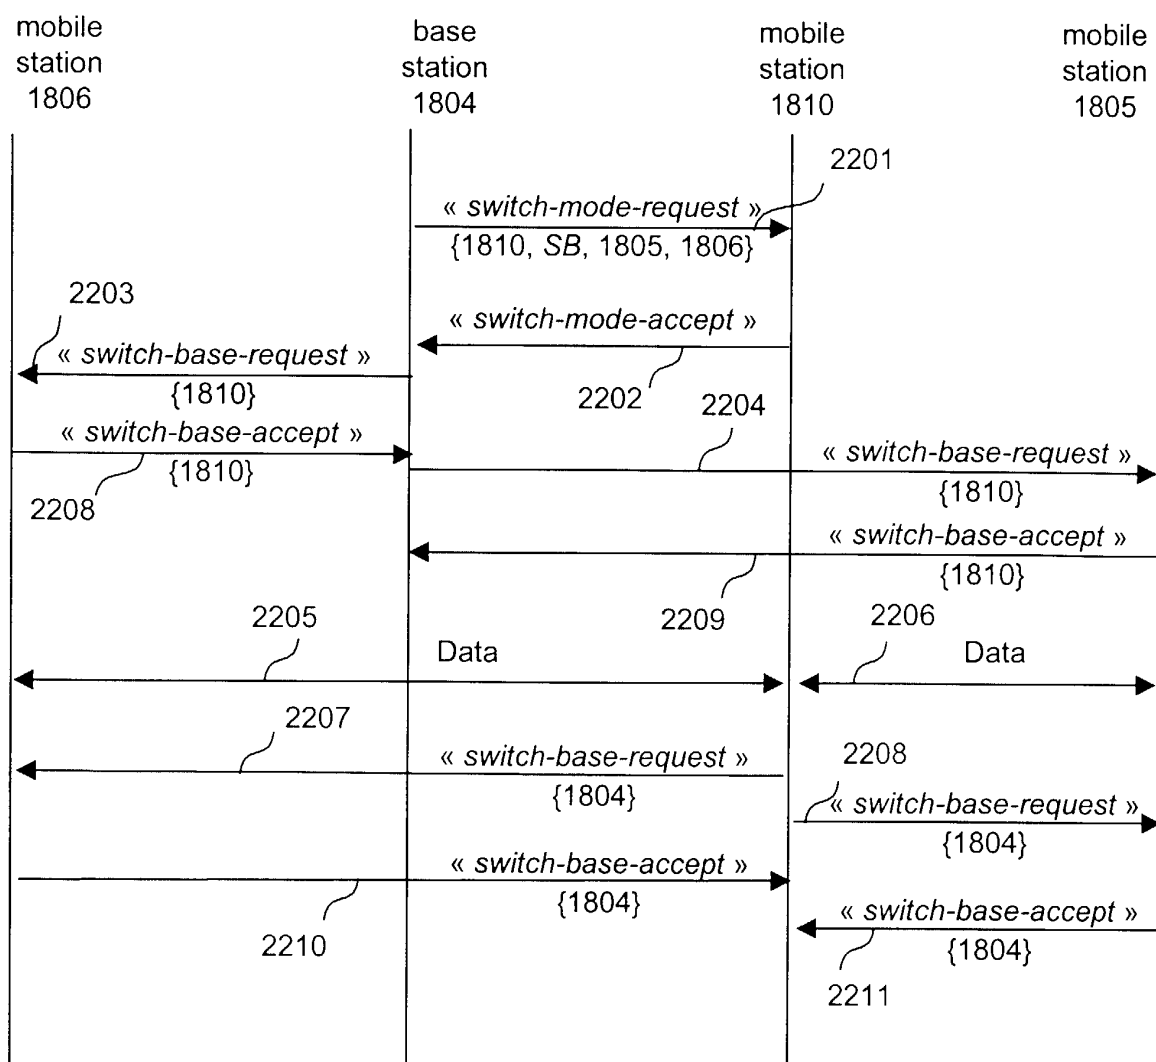 mobile
station
1806
base
station
1804
mobile
station
1810
mobile
station
1805
2201
« switch-mode-request »
{1810, SB, 1805, 1806}
2203
« switch-mode-accept »
« switch-base-request »
{1810}
2202
2204
« switch-base-accept »
{1810}
2208
« switch-base-request »
{1810}
« switch-base-accept »
{1810}
2209
2205
2206
Data
Data
2207
« switch-base-request »
{1804}
2208
« switch-base-request »
{1804}
« switch-base-accept »
{1804}
2210
« switch-base-accept »
{1804}
2211